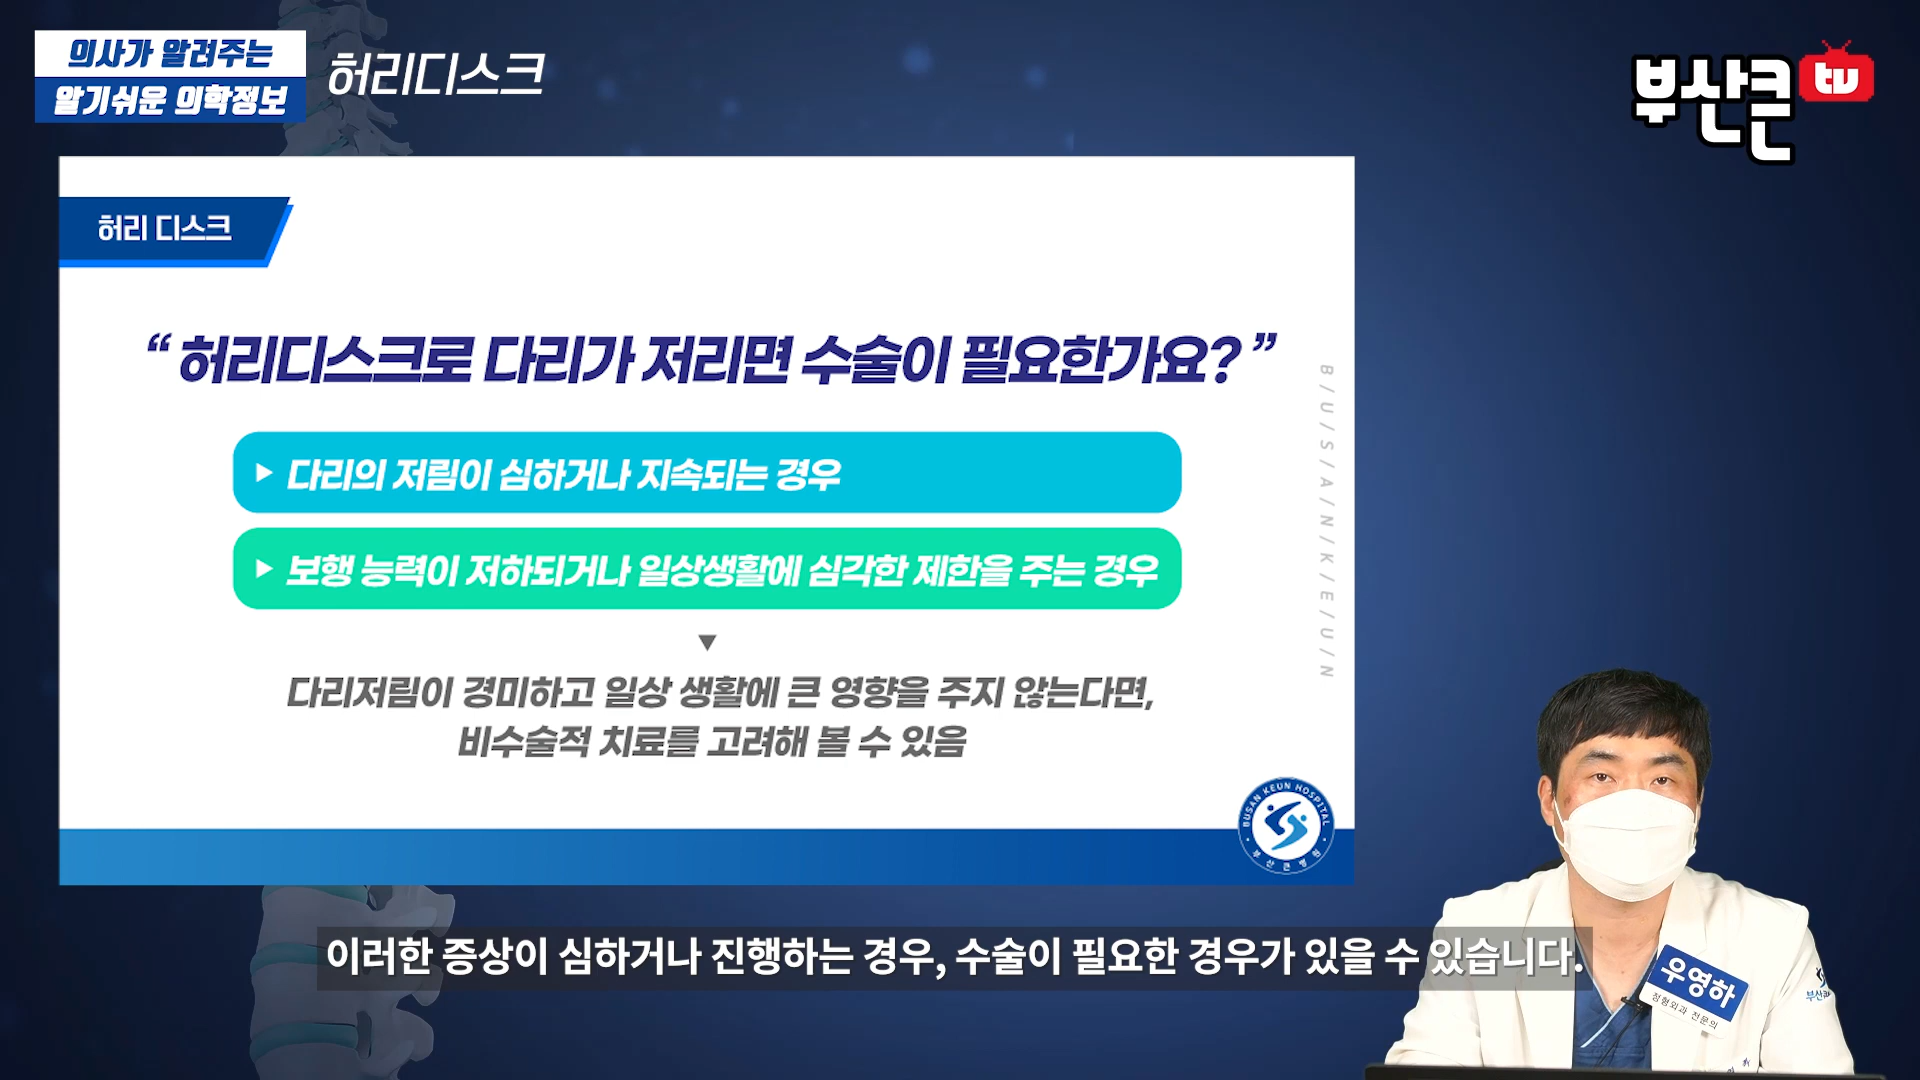 의사가 알려주는
알기쉬운 의학정보
허리디스크
부산큰 tv
허리 디스크
“ 허리디스크로 다리가 저리면 수술이 필요한가요? ”
▶ 다리의 저림이 심하거나 지속되는 경우
▶ 보행 능력이 저하되거나 일상생활에 심각한 제한을 주는 경우
▼
다리저림이 경미하고 일상 생활에 큰 영향을 주지 않는다면,
비수술적 치료를 고려해 볼 수 있음
B/U/S/A/N/K/E/U/N
BUSAN KEUN HOSPITAL
부산큰병원
이러한 증상이 심하거나 진행하는 경우, 수술이 필요한 경우가 있을 수 있습니다.
우영하
정형외과 전문의